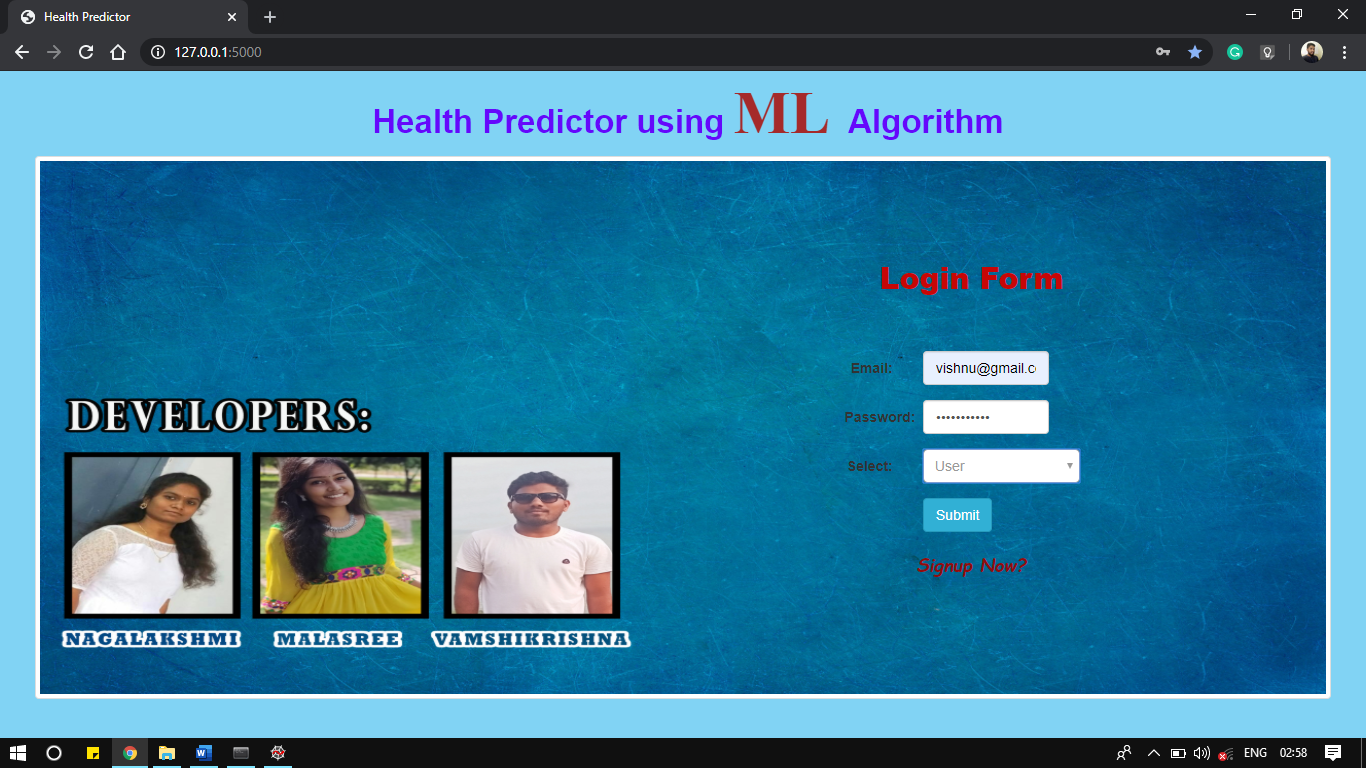 Health Predictor
127.0.0.1:5000
Health Predictor using ML Algorithm
Login Form
Email: vishnu@gmail.c
Password: •••••••••••
Select: User
Submit
Signup Now?
DEVELOPERS:
NAGALAKSHMI MALASREE VAMSHIKRISHNA
ENG 02:58